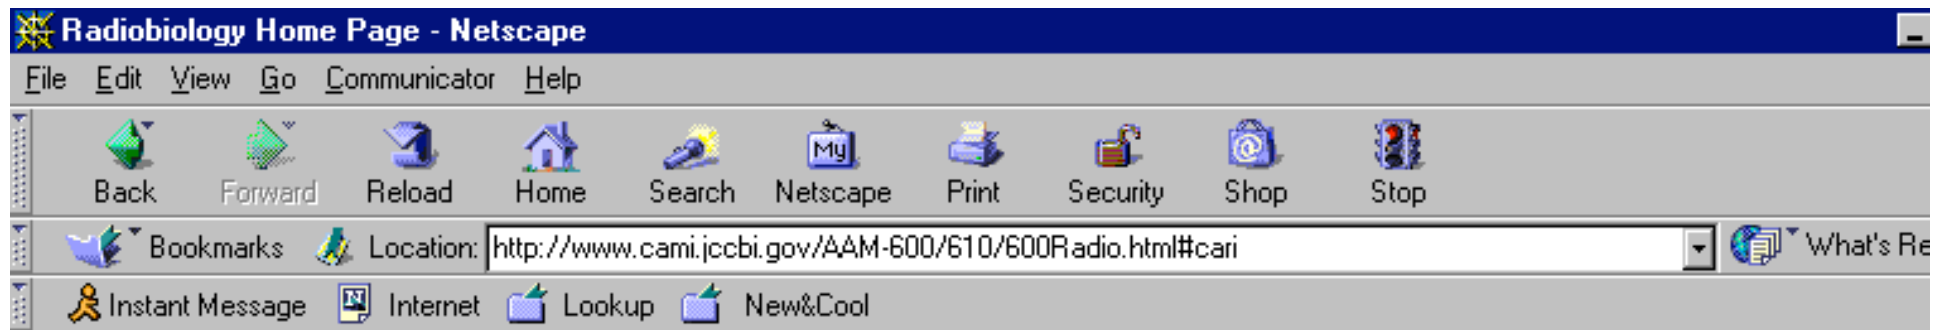 Radiobiology Home Page - Netscape
File Edit View Go Communicator Help
My
Back Forward Reload Home Search Netscape Print Security Shop Stop
Bookmarks Location: http://www.cami.jccbi.gov/AAM-600/610/600Radio.html#cari What's Re
Instant Message N Internet Lookup New&Cool